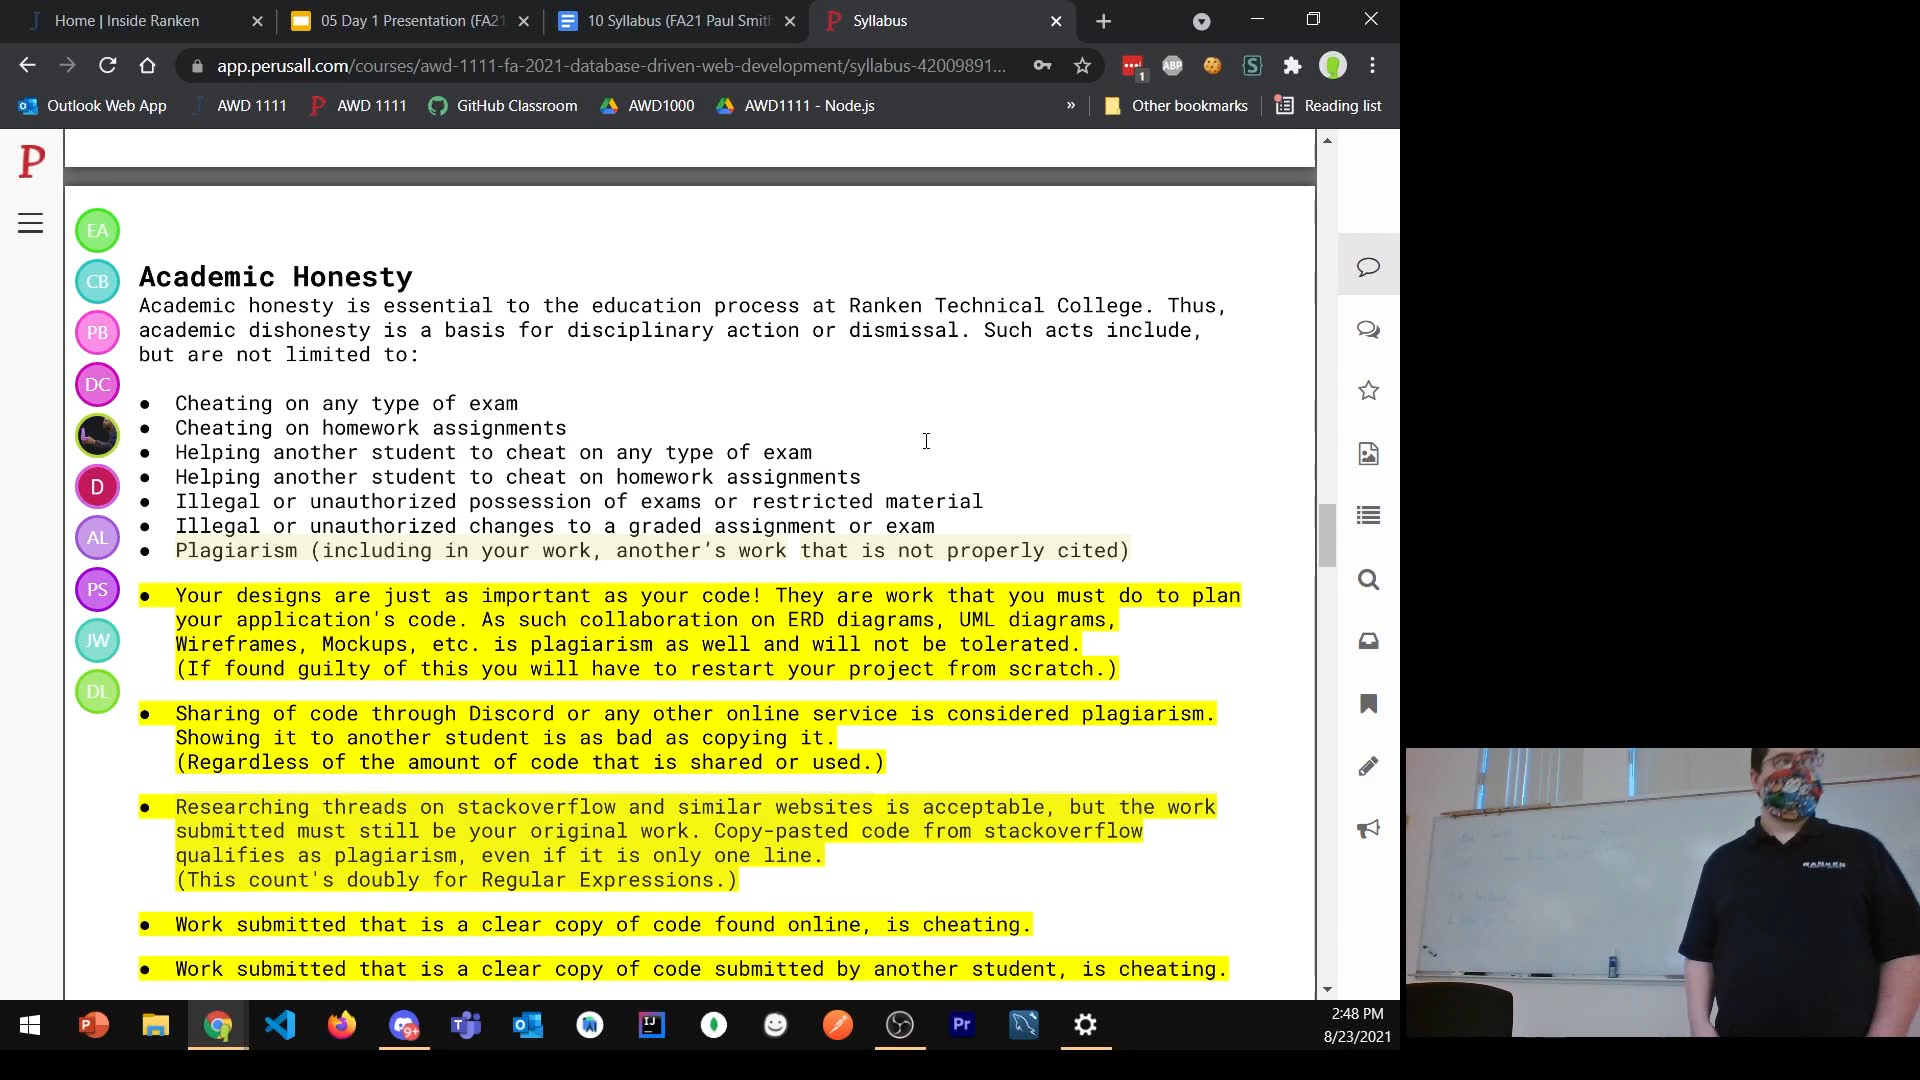 Home | Inside Ranken
05 Day 1 Presentation (FA21
10 Syllabus (FA21 Paul Smith
Syllabus
app.perusall.com/courses/awd-1111-fa-2021-database-driven-web-development/syllabus-42009891...
1
ABP
Outlook Web App
AWD 1111
AWD 1111
GitHub Classroom
AWD1000
AWD1111 - Node.js
»
Other bookmarks
Reading list
P
EA
CB
PB
DC
D
AL
PS
JW
DL
Academic Honesty
Academic honesty is essential to the education process at Ranken Technical College. Thus,
academic dishonesty is a basis for disciplinary action or dismissal. Such acts include,
but are not limited to:
● Cheating on any type of exam
● Cheating on homework assignments
● Helping another student to cheat on any type of exam
● Helping another student to cheat on homework assignments
● Illegal or unauthorized possession of exams or restricted material
● Illegal or unauthorized changes to a graded assignment or exam
● Plagiarism (including in your work, another’s work that is not properly cited)
● Your designs are just as important as your code! They are work that you must do to plan
your application's code. As such collaboration on ERD diagrams, UML diagrams,
Wireframes, Mockups, etc. is plagiarism as well and will not be tolerated.
(If found guilty of this you will have to restart your project from scratch.)
● Sharing of code through Discord or any other online service is considered plagiarism.
Showing it to another student is as bad as copying it.
(Regardless of the amount of code that is shared or used.)
● Researching threads on stackoverflow and similar websites is acceptable, but the work
submitted must still be your original work. Copy-pasted code from stackoverflow
qualifies as plagiarism, even if it is only one line.
(This count's doubly for Regular Expressions.)
● Work submitted that is a clear copy of code found online, is cheating.
● Work submitted that is a clear copy of code submitted by another student, is cheating.
RANKEN
9+
IJ
Pr
2:48 PM
8/23/2021